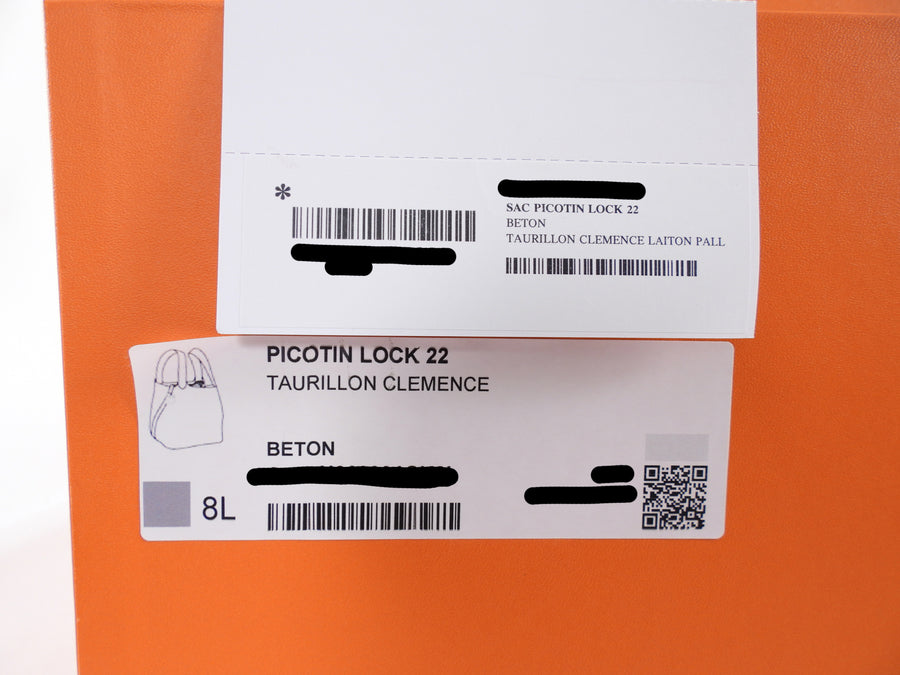 *
SAC PICOTIN LOCK 22
BETON
TAURILLON CLEMENCE LAITON PALL
PICOTIN LOCK 22
TAURILLON CLEMENCE
BETON
8L